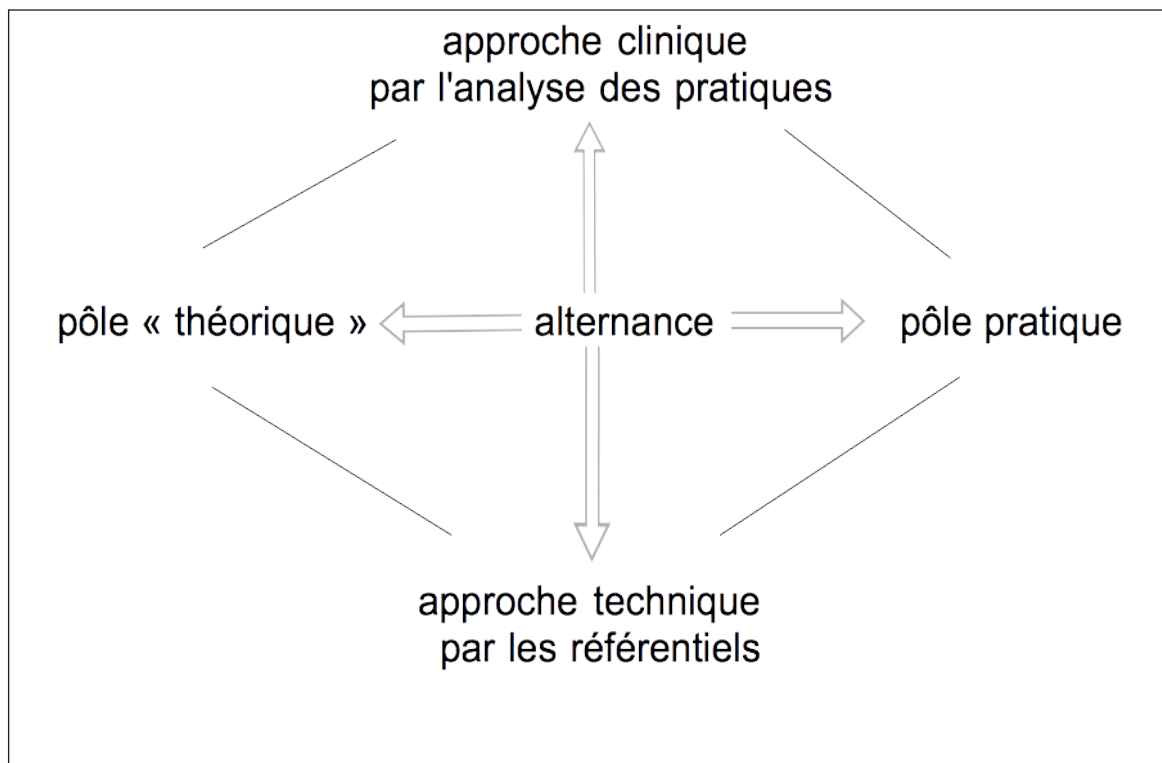 approche clinique
par l'analyse des pratiques
pôle « théorique »
alternance
pôle pratique
approche technique
par les référentiels